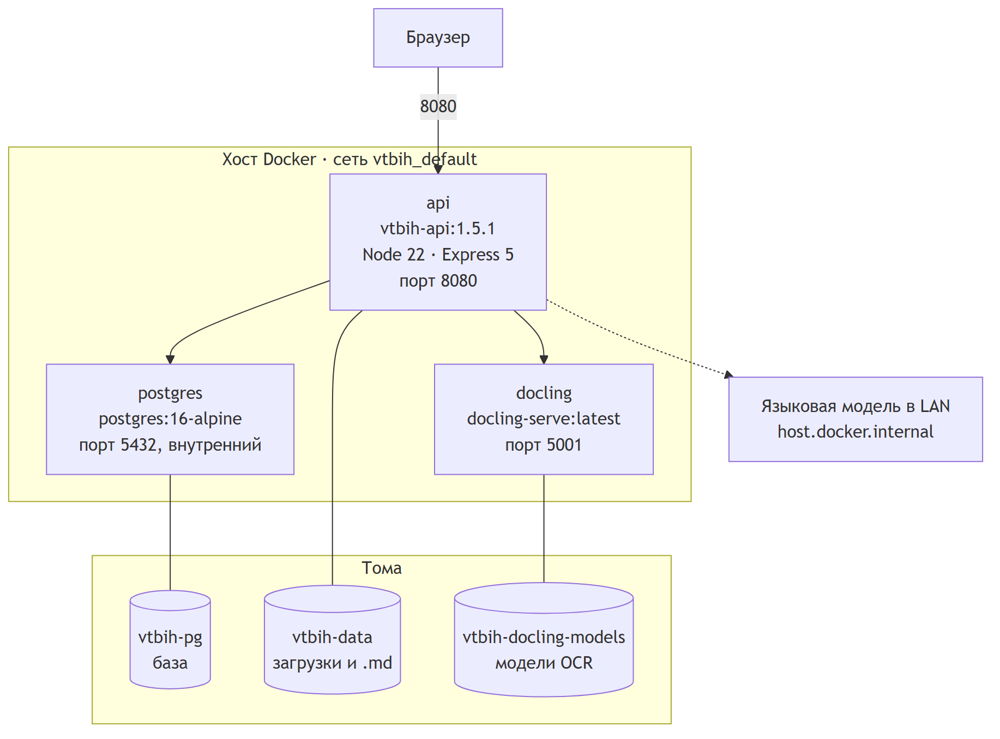 Браузер
8080
Хост Docker · сеть vtbih_default
api
vtbih-api:1.5.1
Node 22 · Express 5
порт 8080
postgres
postgres:16-alpine
порт 5432, внутренний
docling
docling-serve:latest
порт 5001
Языковая модель в LAN
host.docker.internal
Тома
vtbih-pg
база
vtbih-data
загрузки и .md
vtbih-docling-models
модели OCR